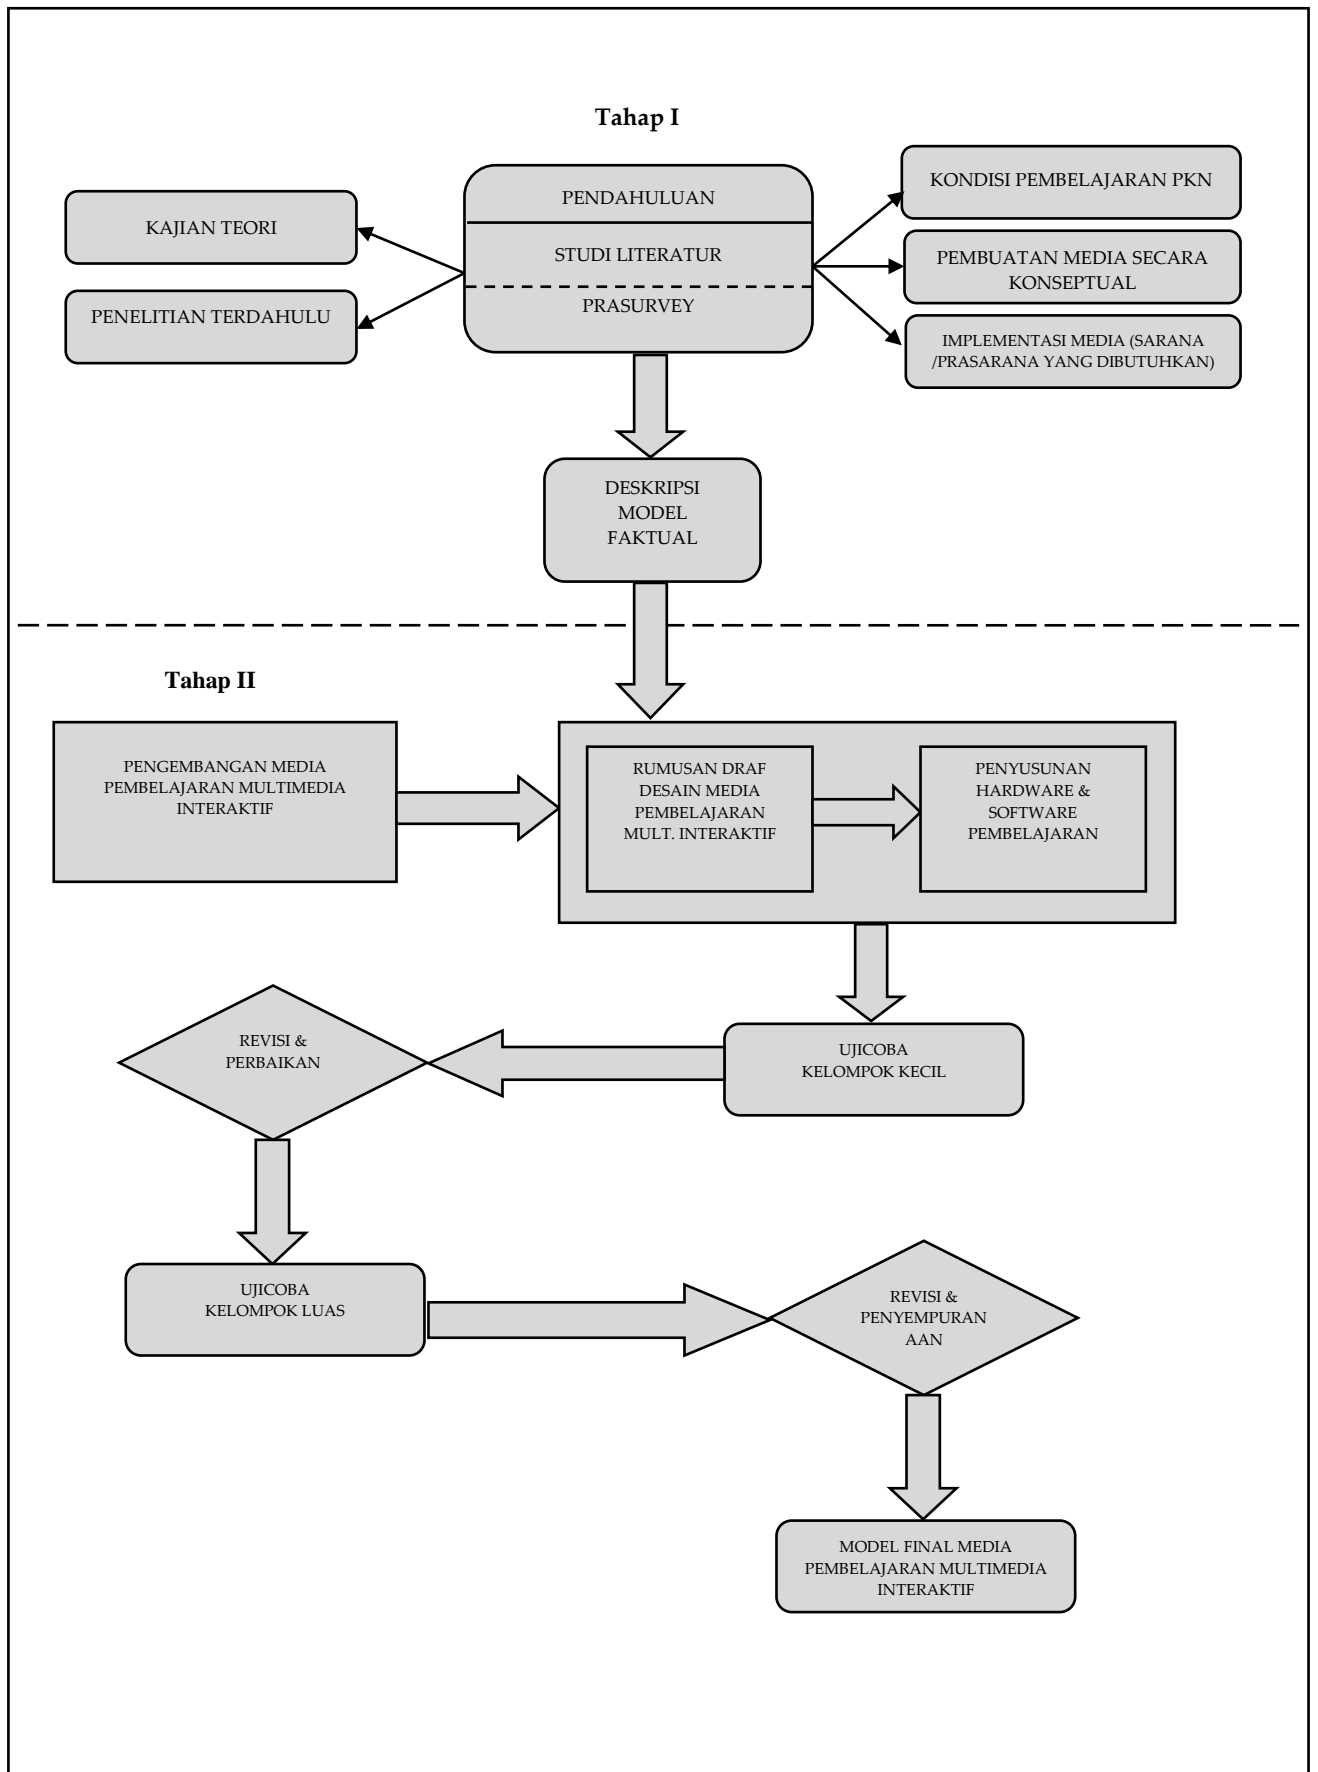 Tahap I
PENDAHULUAN
STUDI LITERATUR
PRASURVEY
KAJIAN TEORI
PENELITIAN TERDAHULU
KONDISI PEMBELAJARAN PKN
PEMBUATAN MEDIA SECARA
KONSEPTUAL
IMPLEMENTASI MEDIA (SARANA
/PRASARANA YANG DIBUTUHKAN)
DESKRIPSI
MODEL
FAKTUAL
Tahap II
PENGEMBANGAN MEDIA
PEMBELAJARAN MULTIMEDIA
INTERAKTIF
RUMUSAN DRAF
DESAIN MEDIA
PEMBELAJARAN
MULT. INTERAKTIF
PENYUSUNAN
HARDWARE &
SOFTWARE
PEMBELAJARAN
UJICOBA
KELOMPOK KECIL
REVISI &
PERBAIKAN
UJICOBA
KELOMPOK LUAS
REVISI &
PENYEMPURAN
AAN
MODEL FINAL MEDIA
PEMBELAJARAN MULTIMEDIA
INTERAKTIF